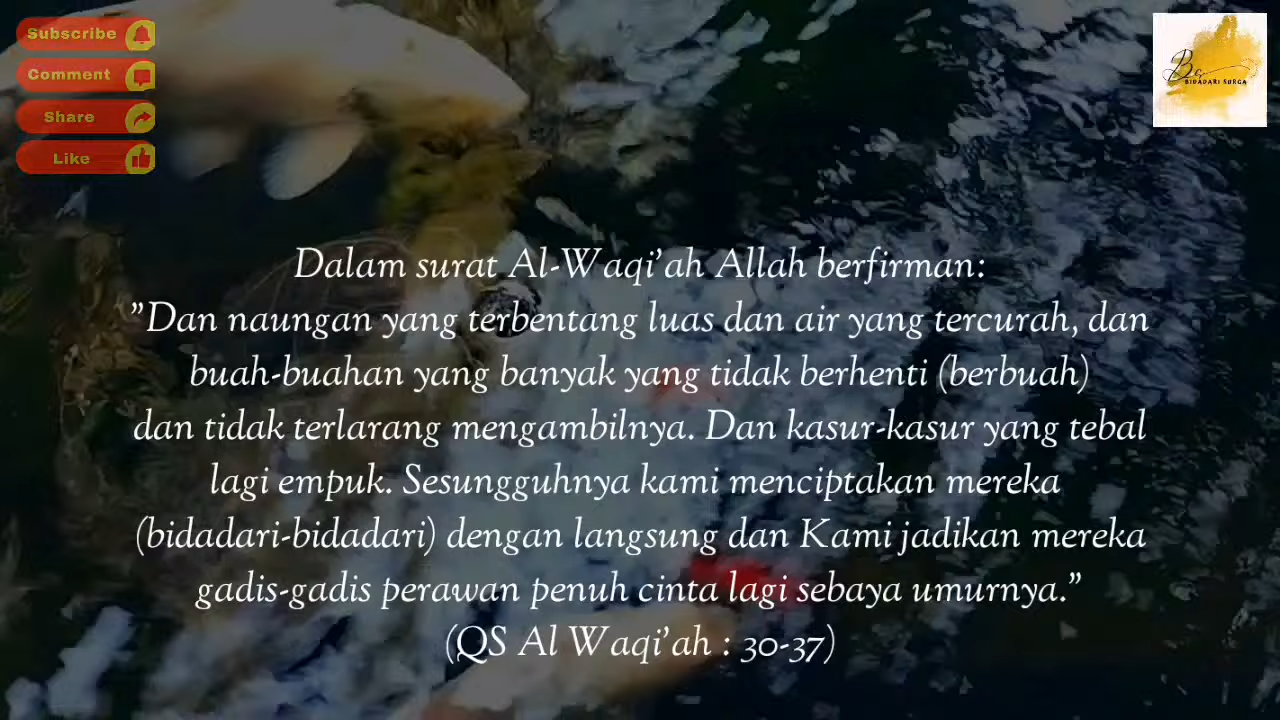 Subscribe
Comment
Share
Like
BIDADARI SURGA
Dalam surat Al-Waqi'ah Allah berfirman:
"Dan naungan yang terbentang luas dan air yang tercurah, dan
buah-buahan yang banyak yang tidak berhenti (berbuah)
dan tidak terlarang mengambilnya. Dan kasur-kasur yang tebal
lagi empuk. Sesungguhnya kami menciptakan mereka
(bidadari-bidadari) dengan langsung dan Kami jadikan mereka
gadis-gadis perawan penuh cinta lagi sebaya umurnya."
(QS Al Waqi'ah : 30-37)